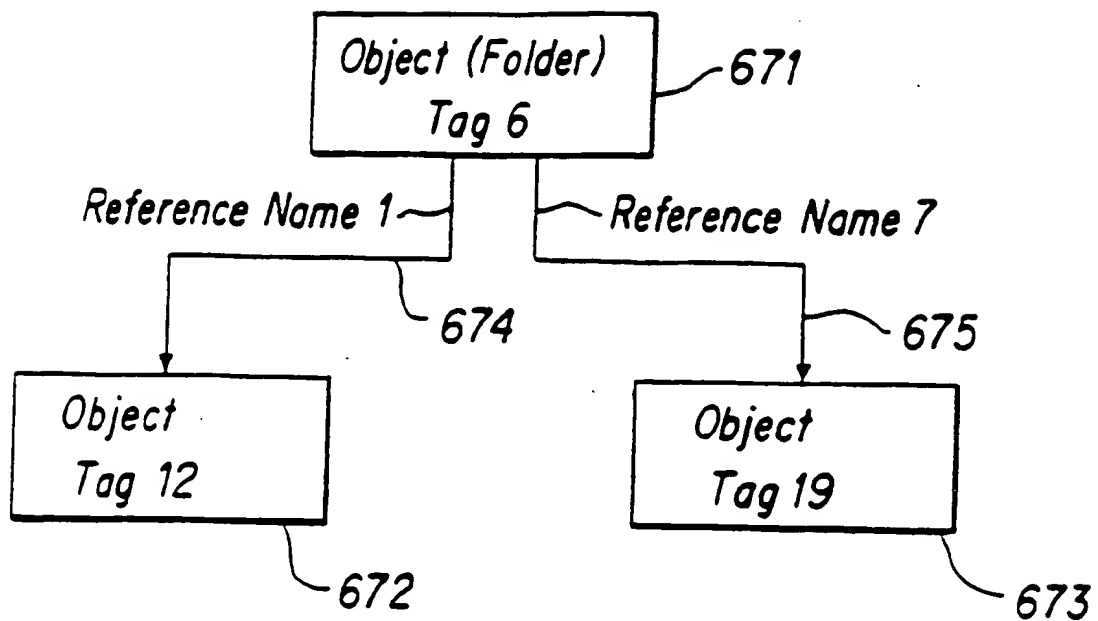 Object (Folder)
Tag 6
671
Reference Name 1
Reference Name 7
674
675
Object
Tag 12
672
Object
Tag 19
673